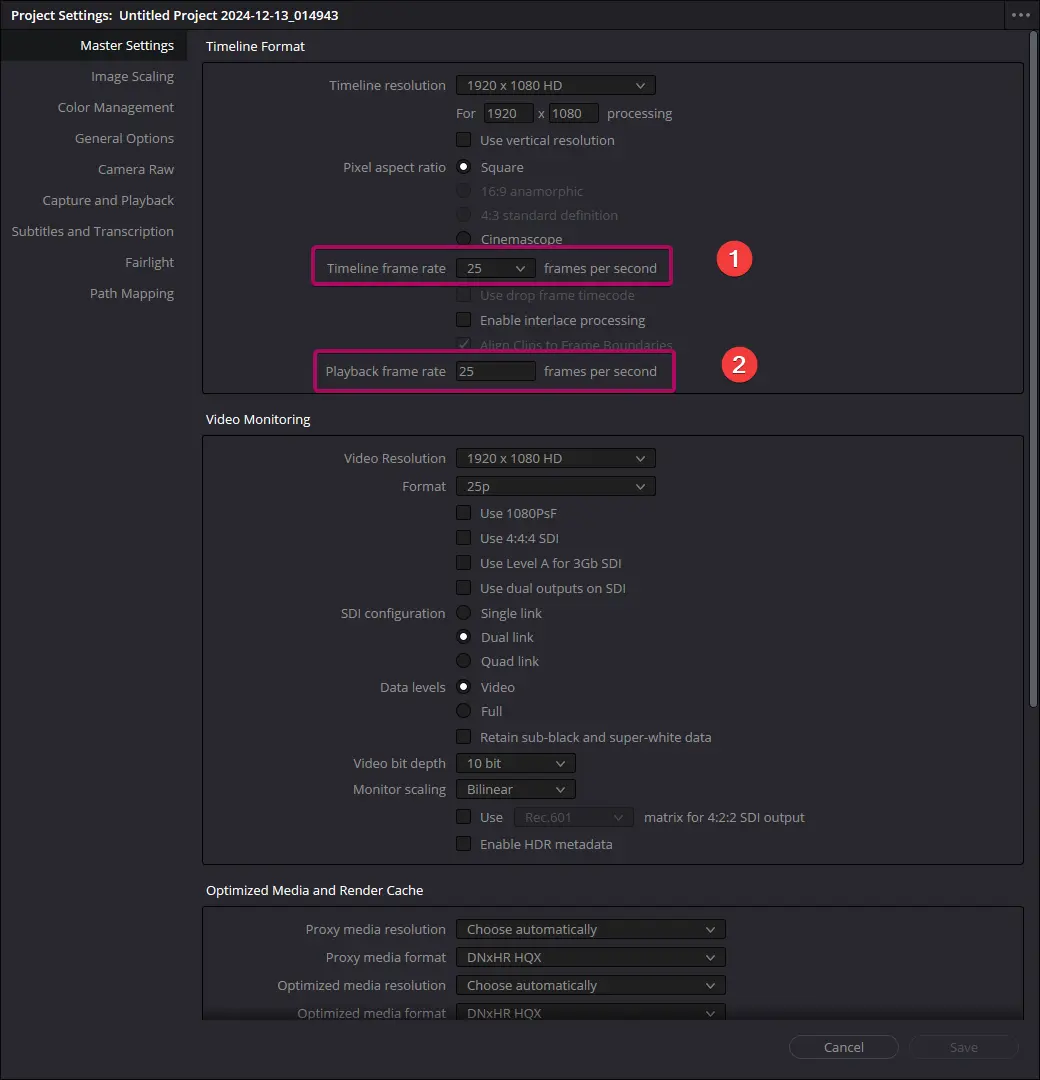 Project Settings: Untitled Project 2024-12-13_014943
Master Settings
Image Scaling
Color Management
General Options
Camera Raw
Capture and Playback
Subtitles and Transcription
Fairlight
Path Mapping
Timeline Format
Timeline resolution 1920 x 1080 HD
For 1920 x 1080 processing
Use vertical resolution
Pixel aspect ratio Square
16:9 anamorphic
4:3 standard definition
Cinemascope
Timeline frame rate 25 frames per second 1
Use drop frame timecode
Enable interlace processing
Align Clips to Frame Boundaries
Playback frame rate 25 frames per second 2
Video Monitoring
Video Resolution 1920 x 1080 HD
Format 25p
Use 1080PsF
Use 4:4:4 SDI
Use Level A for 3Gb SDI
Use dual outputs on SDI
SDI configuration Single link
Dual link
Quad link
Data levels Video
Full
Retain sub-black and super-white data
Video bit depth 10 bit
Monitor scaling Bilinear
Use Rec.601 matrix for 4:2:2 SDI output
Enable HDR metadata
Optimized Media and Render Cache
Proxy media resolution Choose automatically
Proxy media format DNxHR HQX
Optimized media resolution Choose automatically
Optimized media format DNxHR HQX
Cancel Save